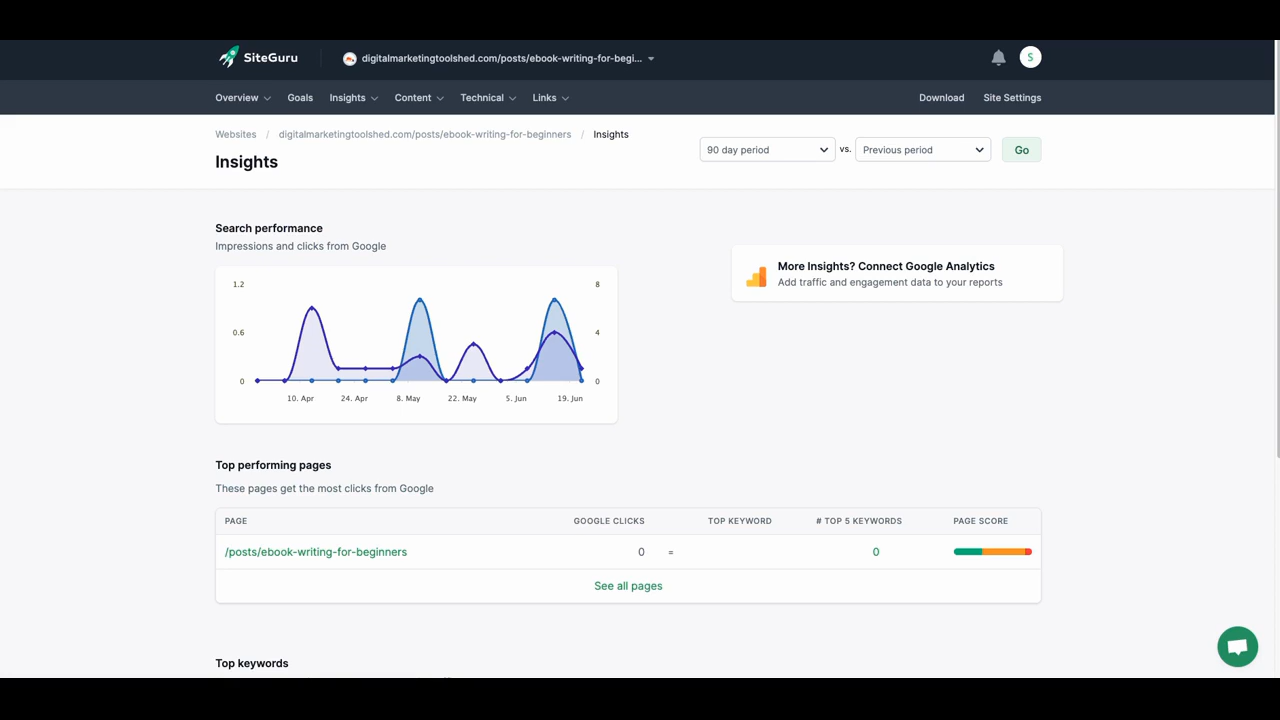 SiteGuru
digitalmarketingtoolshed.com/posts/ebook-writing-for-begi...
S
Overview
Goals
Insights
Content
Technical
Links
Download
Site Settings
Websites / digitalmarketingtoolshed.com/posts/ebook-writing-for-beginners / Insights
Insights
90 day period
vs.
Previous period
Go
Search performance
Impressions and clicks from Google
1.2
8
0.6
4
0
0
10. Apr
24. Apr
8. May
22. May
5. Jun
19. Jun
More Insights? Connect Google Analytics
Add traffic and engagement data to your reports
Top performing pages
These pages get the most clicks from Google
PAGE
GOOGLE CLICKS
TOP KEYWORD
# TOP 5 KEYWORDS
PAGE SCORE
/posts/ebook-writing-for-beginners
0
=
0
See all pages
Top keywords